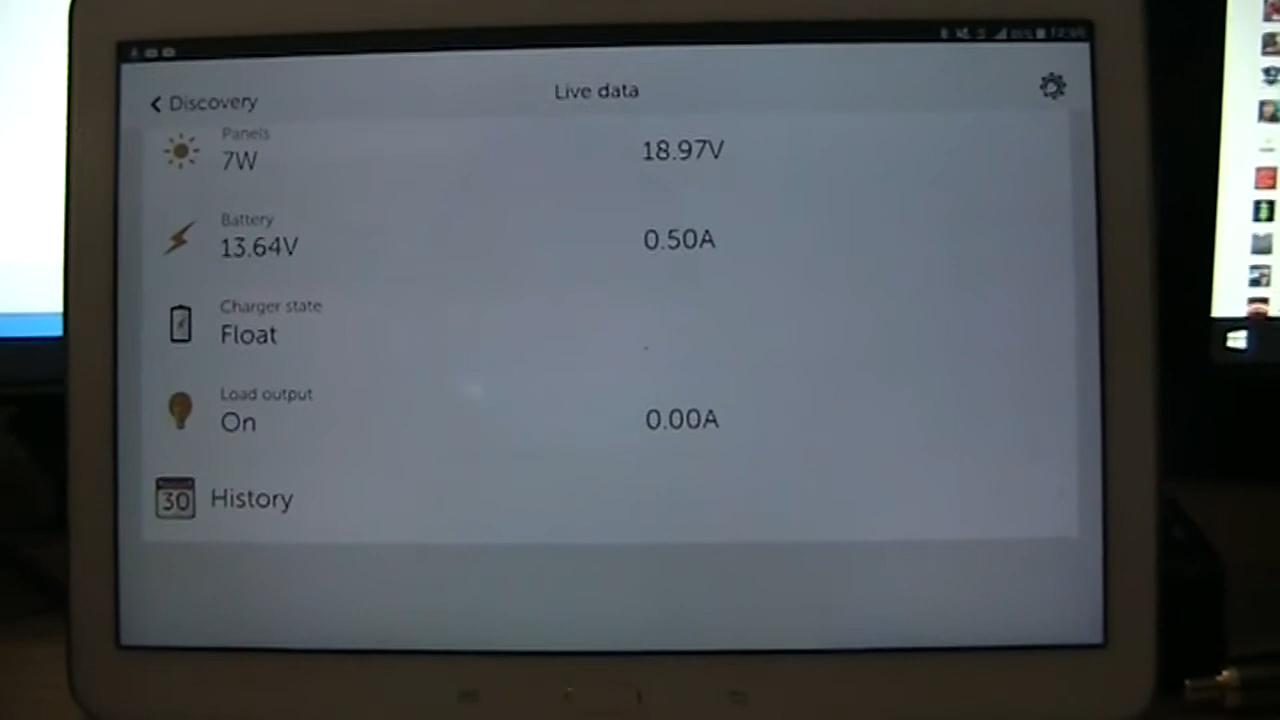 Discovery
Live data
Panels
7W
18.97V
Battery
13.64V
0.50A
Charger state
Float
Load output
On
0.00A
30
History